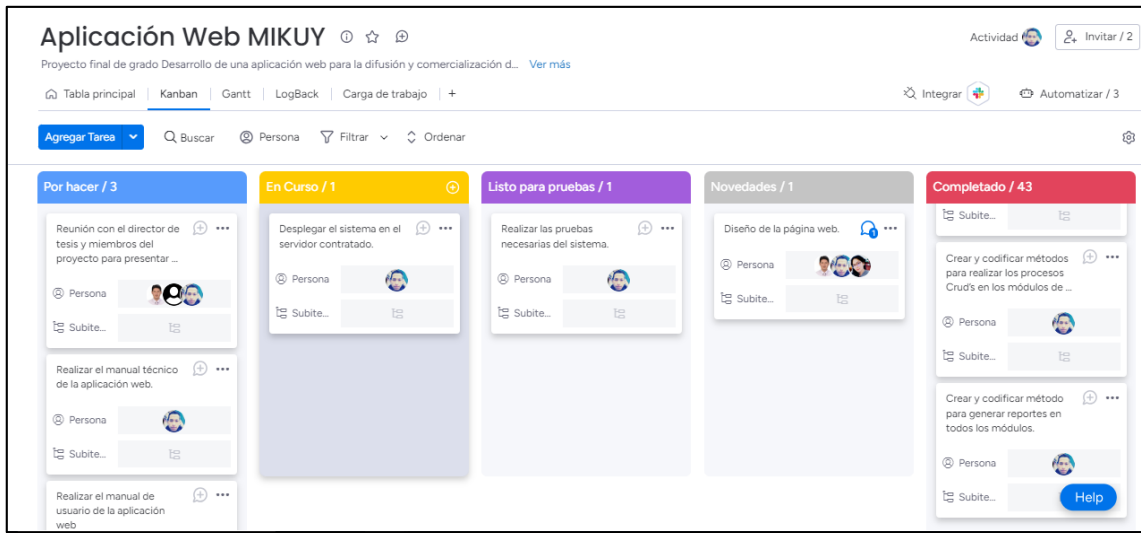 Aplicación Web MIKUY
Actividad
Invitar / 2
Proyecto final de grado Desarrollo de una aplicación web para la difusión y comercialización d... Ver más
Tabla principal
Kanban
Gantt
LogBack
Carga de trabajo
+
Integrar
Automatizar / 3
Agregar Tarea
Buscar
Persona
Filtrar
Ordenar
Por hacer / 3
Reunión con el director de
tesis y miembros del
proyecto para presentar ...
Persona
Subite...
Realizar el manual técnico
de la aplicación web.
Persona
Subite...
Realizar el manual de
usuario de la aplicación
web
En Curso / 1
Desplegar el sistema en el
servidor contratado.
Persona
Subite...
Listo para pruebas / 1
Realizar las pruebas
necesarias del sistema.
Persona
Subite...
Novedades / 1
Diseño de la página web.
1
Persona
Subite...
Completado / 43
Subite...
Crear y codificar métodos
para realizar los procesos
Crud's en los módulos de ...
Persona
Subite...
Crear y codificar método
para generar reportes en
todos los módulos.
Persona
Subite...
Help